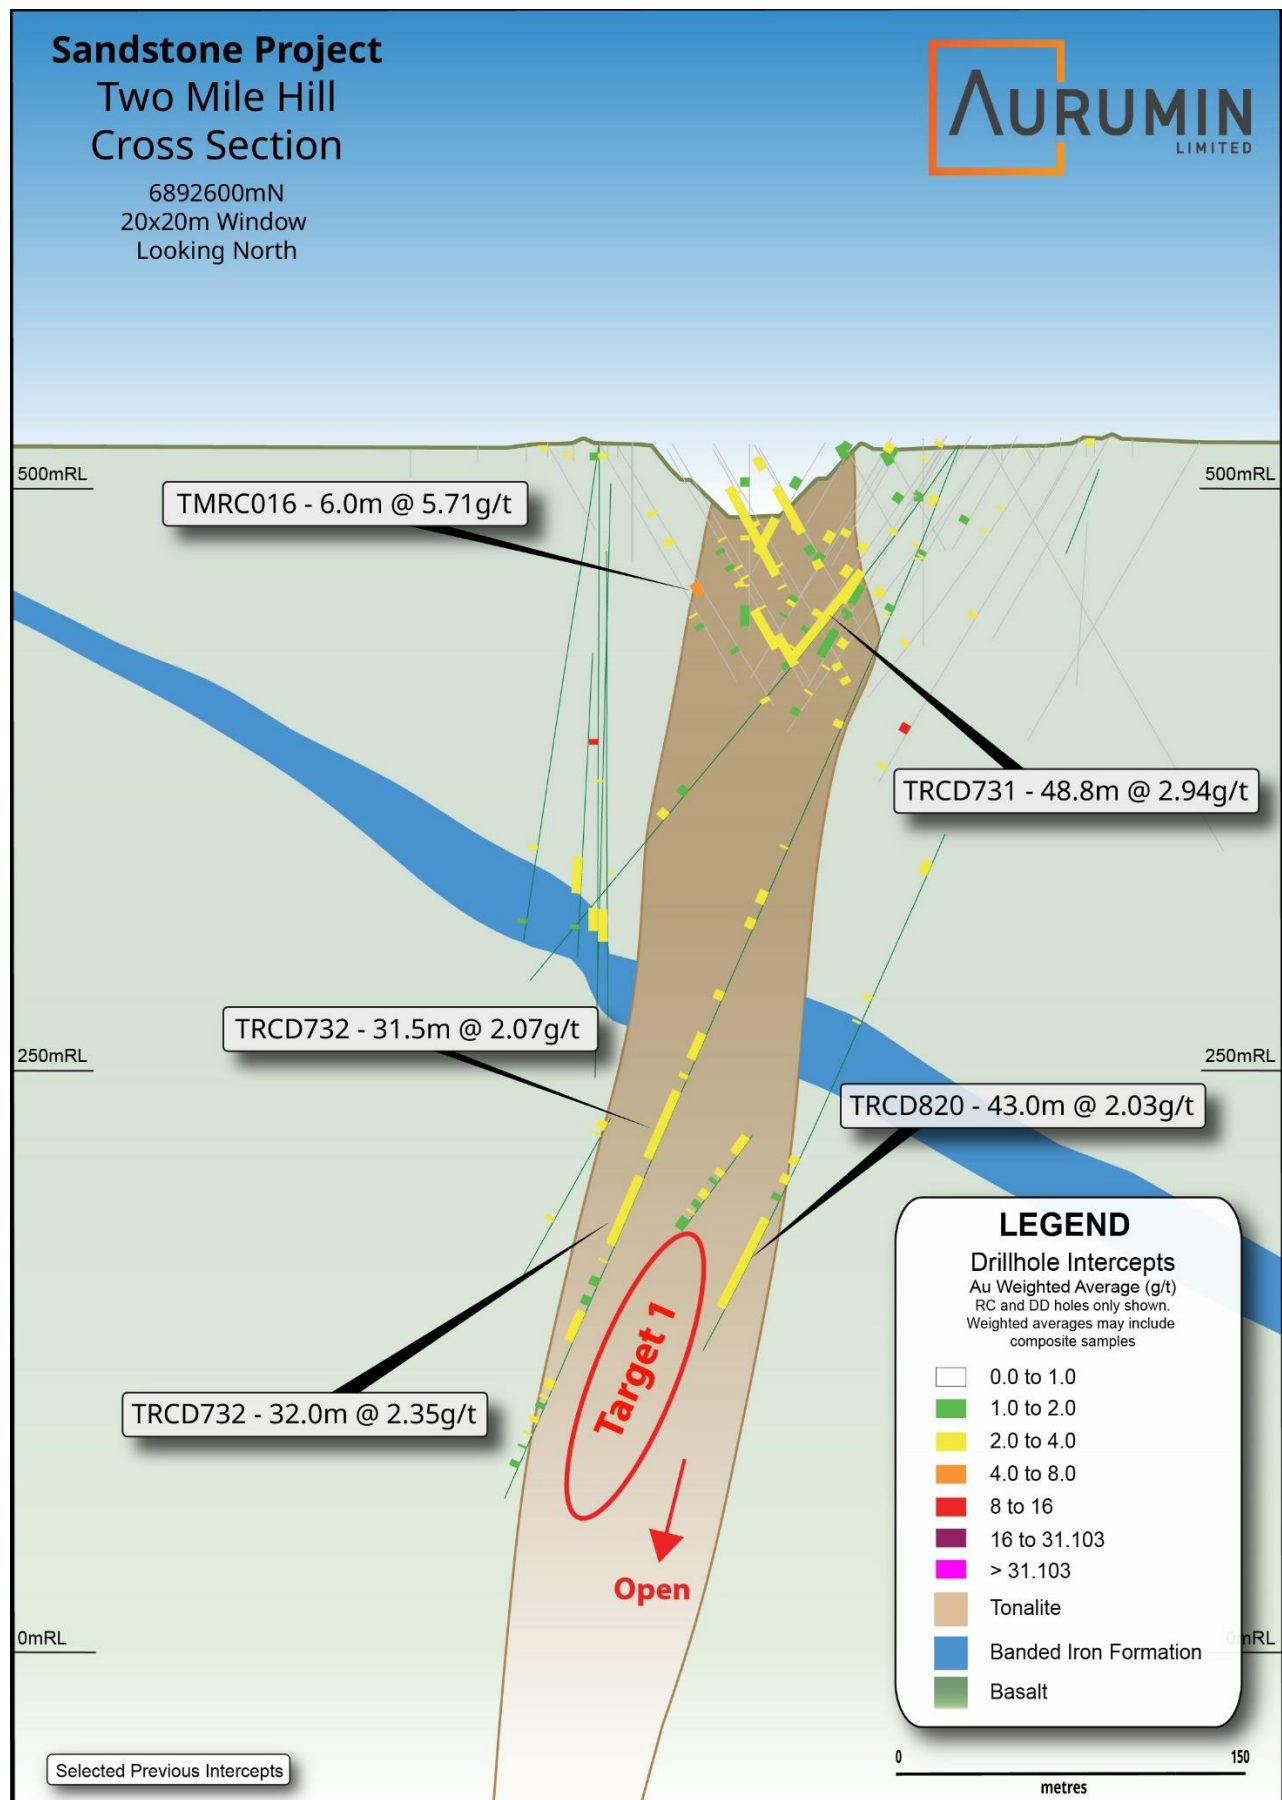 Sandstone Project
Two Mile Hill
Cross Section
6892600mN
20x20m Window
Looking North
AURUMIN
LIMITED
500mRL
500mRL
TMRC016 - 6.0m @ 5.71g/t
TRCD731 - 48.8m @ 2.94g/t
TRCD732 - 31.5m @ 2.07g/t
250mRL
250mRL
TRCD820 - 43.0m @ 2.03g/t
TRCD732 - 32.0m @ 2.35g/t
Target 1
Open
LEGEND
Drillhole Intercepts
Au Weighted Average (g/t)
RC and DD holes only shown.
Weighted averages may include
composite samples
0.0 to 1.0
1.0 to 2.0
2.0 to 4.0
4.0 to 8.0
8 to 16
16 to 31.103
> 31.103
Tonalite
Banded Iron Formation
Basalt
0mRL
0mRL
Selected Previous Intercepts
0 150
metres